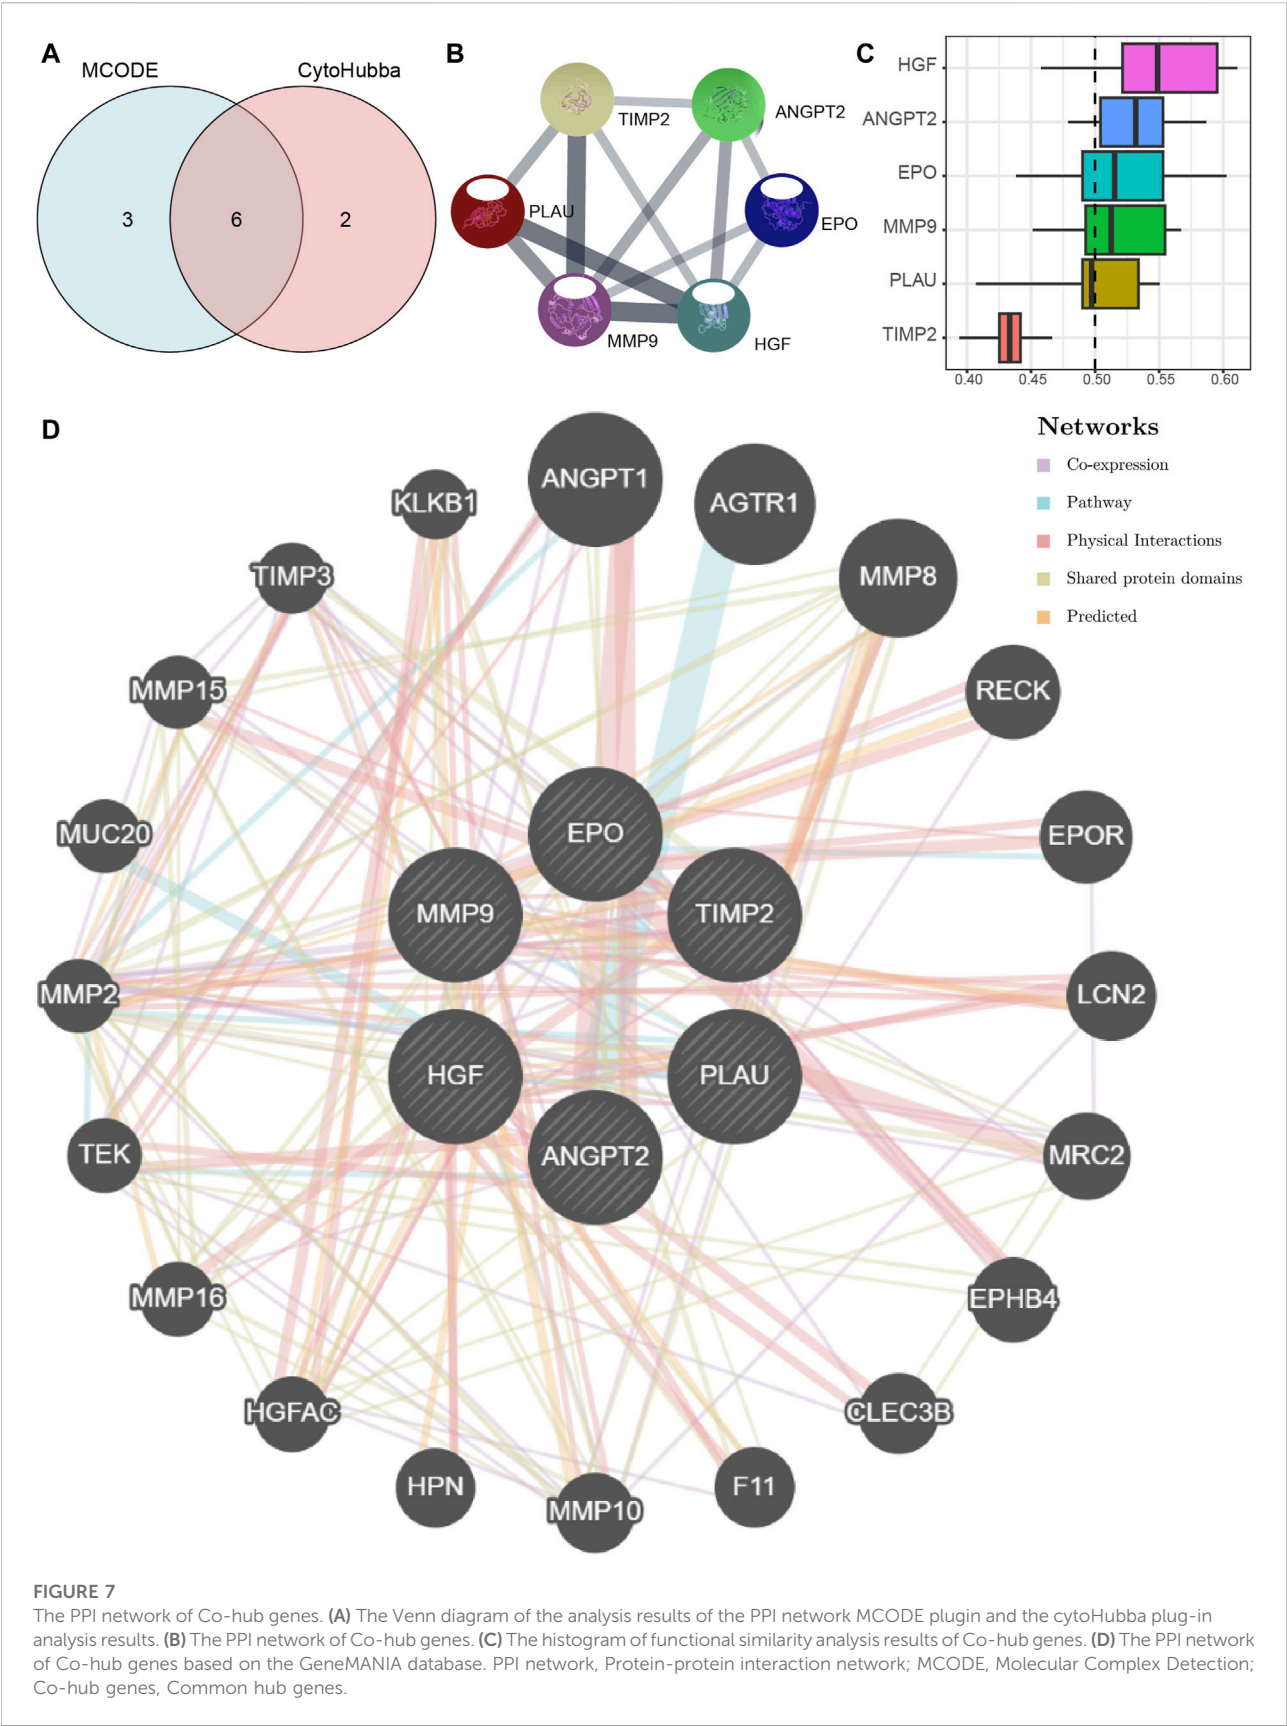 A
MCODE
CytoHubba
3
6
2
B
TIMP2
ANGPT2
PLAU
EPO
MMP9
HGF
C
HGF
ANGPT2
EPO
MMP9
PLAU
TIMP2
0.40 0.45 0.50 0.55 0.60
D
Networks
Co-expression
Pathway
Physical Interactions
Shared protein domains
Predicted
ANGPT1
AGTR1
KLKB1
MMP8
TIMP3
RECK
MMP15
EPO
EPOR
MUC20
MMP9
TIMP2
MMP2
LCN2
HGF
PLAU
TEK
ANGPT2
MRC2
MMP16
EPHB4
HGFAC
CLEC3B
HPN
F11
MMP10
FIGURE 7
The PPI network of Co-hub genes. (A) The Venn diagram of the analysis results of the PPI network MCODE plugin and the cytoHubba plug-in
analysis results. (B) The PPI network of Co-hub genes. (C) The histogram of functional similarity analysis results of Co-hub genes. (D) The PPI network
of Co-hub genes based on the GeneMANIA database. PPI network, Protein-protein interaction network; MCODE, Molecular Complex Detection;
Co-hub genes, Common hub genes.